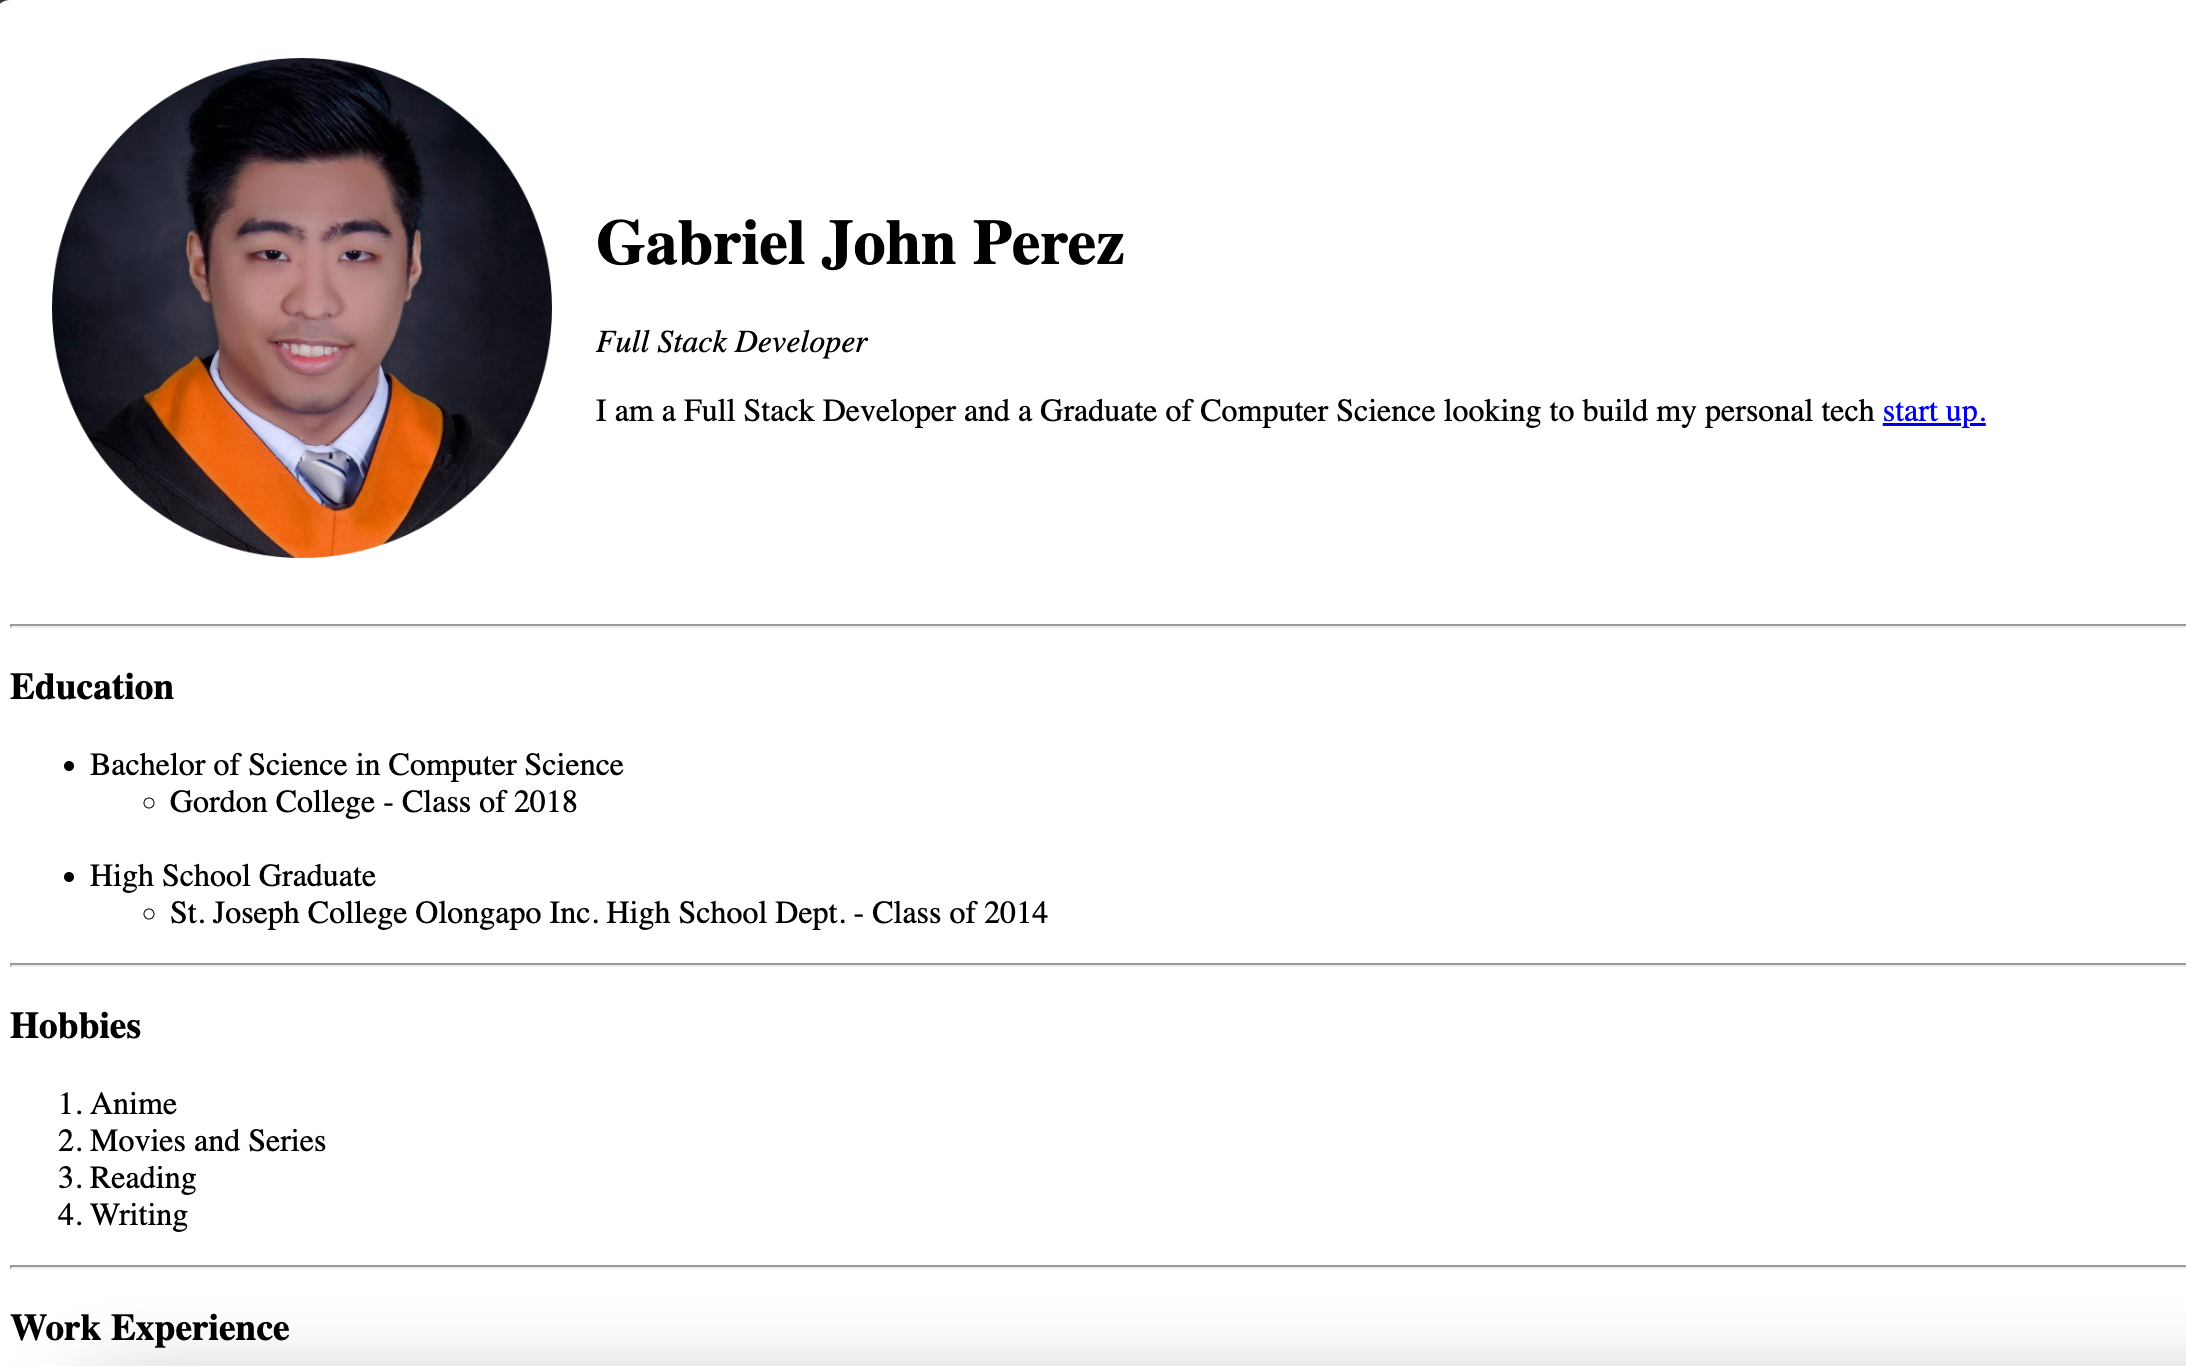 Gabriel John Perez
Full Stack Developer
I am a Full Stack Developer and a Graduate of Computer Science looking to build my personal tech start up.
Education
• Bachelor of Science in Computer Science
○ Gordon College - Class of 2018
• High School Graduate
○ St. Joseph College Olongapo Inc. High School Dept. - Class of 2014
Hobbies
1. Anime
2. Movies and Series
3. Reading
4. Writing
Work Experience